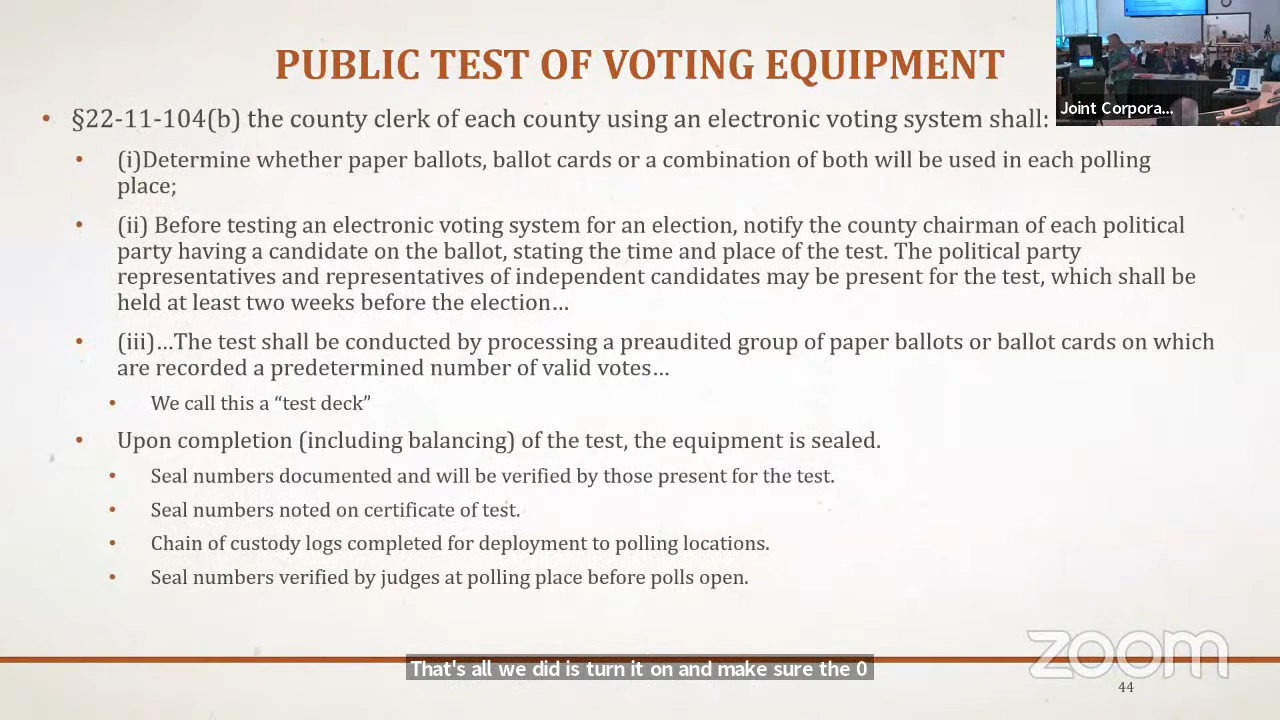 PUBLIC TEST OF VOTING EQUIPMENT
Joint Corpora...
• §22-11-104(b) the county clerk of each county using an electronic voting system shall:
• (i)Determine whether paper ballots, ballot cards or a combination of both will be used in each polling
place;
• (ii) Before testing an electronic voting system for an election, notify the county chairman of each political
party having a candidate on the ballot, stating the time and place of the test. The political party
representatives and representatives of independent candidates may be present for the test, which shall be
held at least two weeks before the election…
• (iii)…The test shall be conducted by processing a preaudited group of paper ballots or ballot cards on which
are recorded a predetermined number of valid votes…
• We call this a “test deck”
• Upon completion (including balancing) of the test, the equipment is sealed.
• Seal numbers documented and will be verified by those present for the test.
• Seal numbers noted on certificate of test.
• Chain of custody logs completed for deployment to polling locations.
• Seal numbers verified by judges at polling place before polls open.
zoom
That's all we did is turn it on and make sure the 0
44